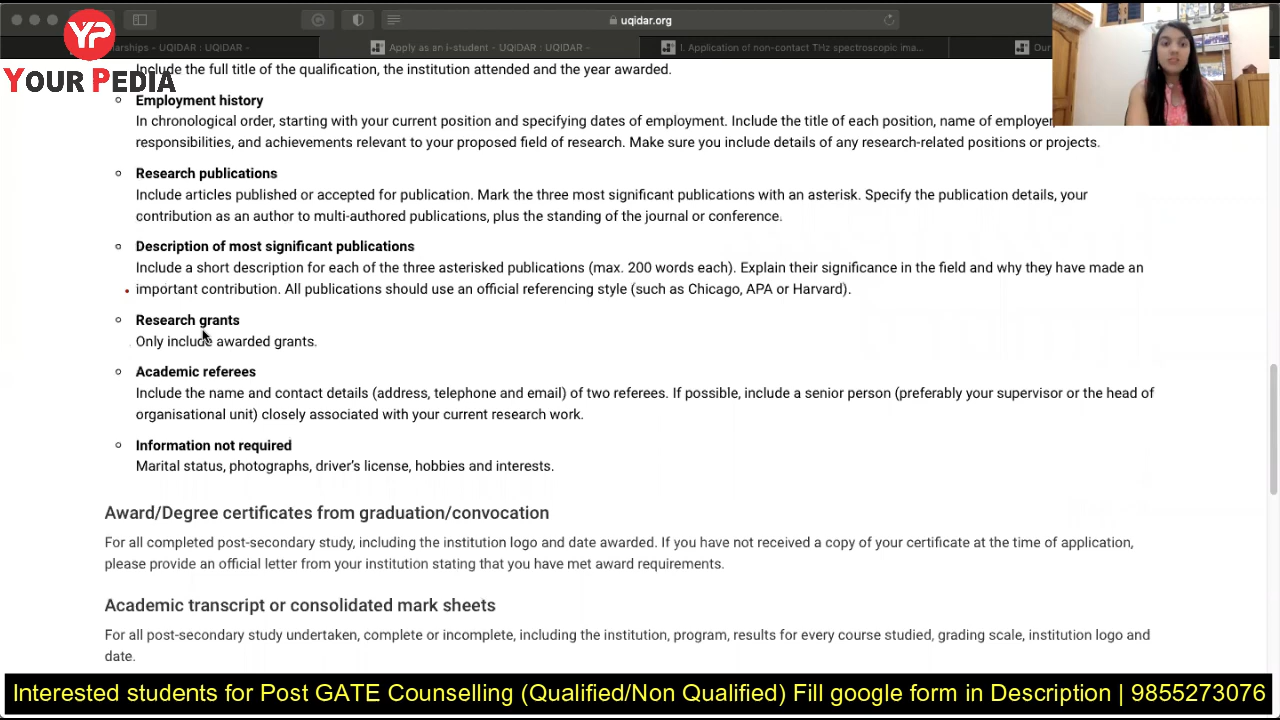 YP
YOUR PEDIA
uqidar.org
arships - UQIDAR : UQIDAR -
Apply as an i-student - UQIDAR : UQIDAR -
I. Application of non-contact THz spectroscopic ima...
Our
Include the full title of the qualification, the institution attended and the year awarded.
Employment history
In chronological order, starting with your current position and specifying dates of employment. Include the title of each position, name of employer,
responsibilities, and achievements relevant to your proposed field of research. Make sure you include details of any research-related positions or projects.
Research publications
Include articles published or accepted for publication. Mark the three most significant publications with an asterisk. Specify the publication details, your
contribution as an author to multi-authored publications, plus the standing of the journal or conference.
Description of most significant publications
Include a short description for each of the three asterisked publications (max. 200 words each). Explain their significance in the field and why they have made an
important contribution. All publications should use an official referencing style (such as Chicago, APA or Harvard).
Research grants
Only include awarded grants.
Academic referees
Include the name and contact details (address, telephone and email) of two referees. If possible, include a senior person (preferably your supervisor or the head of
organisational unit) closely associated with your current research work.
Information not required
Marital status, photographs, driver's license, hobbies and interests.
Award/Degree certificates from graduation/convocation
For all completed post-secondary study, including the institution logo and date awarded. If you have not received a copy of your certificate at the time of application,
please provide an official letter from your institution stating that you have met award requirements.
Academic transcript or consolidated mark sheets
For all post-secondary study undertaken, complete or incomplete, including the institution, program, results for every course studied, grading scale, institution logo and
date.
Interested students for Post GATE Counselling (Qualified/Non Qualified) Fill google form in Description | 9855273076